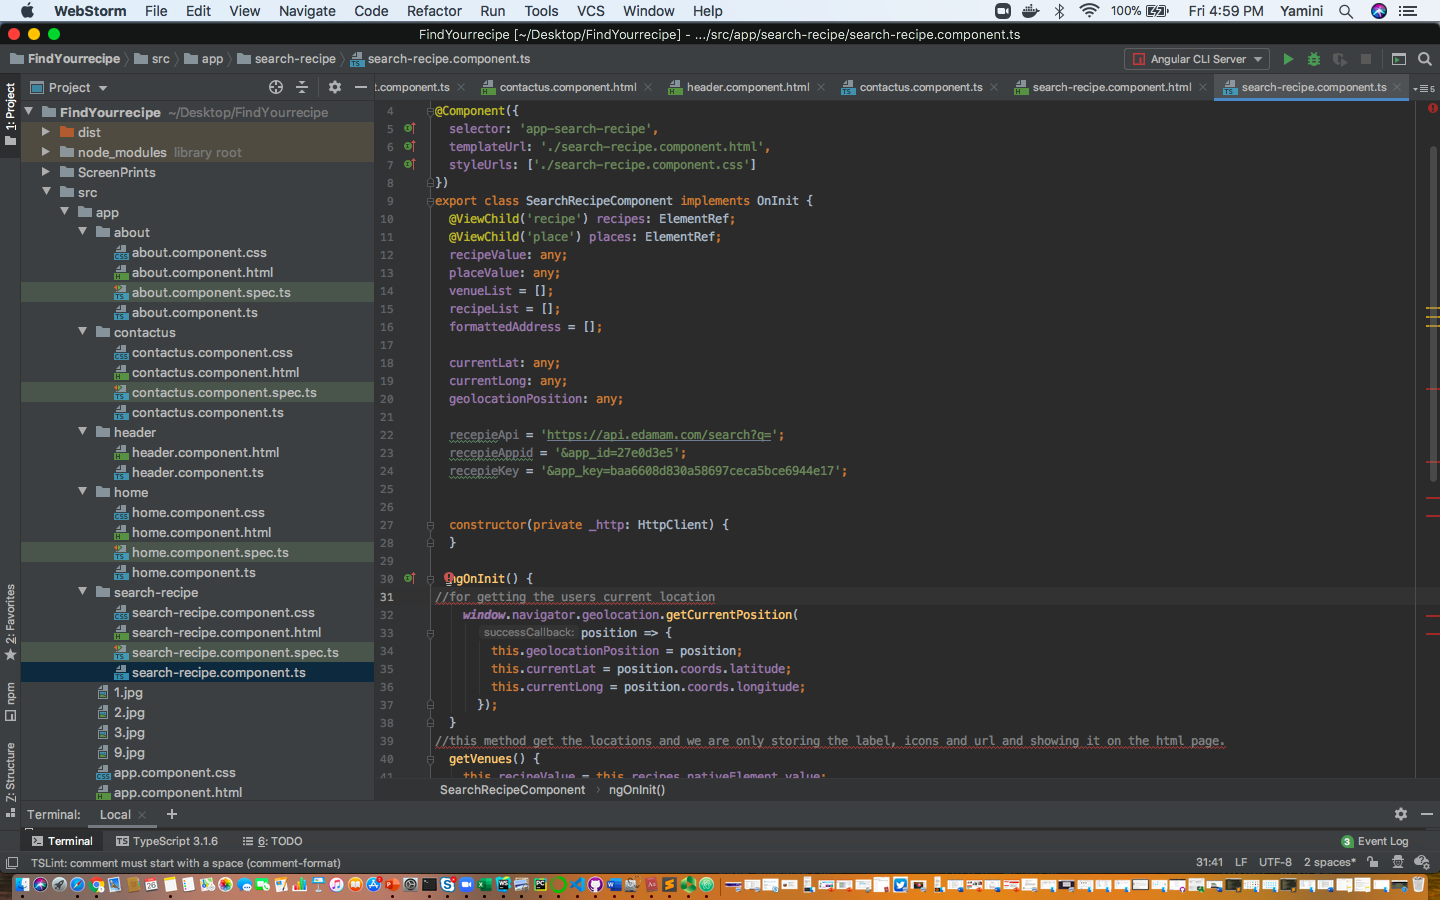 WebStorm File Edit View Navigate Code Refactor Run Tools VCS Window Help 100% Fri 4:59 PM Yamini
FindYourrecipe [~/Desktop/FindYourrecipe] - .../src/app/search-recipe/search-recipe.component.ts
FindYourrecipe src app search-recipe search-recipe.component.ts Angular CLI Server
Project t.component.ts contactus.component.html header.component.html contactus.component.ts search-recipe.component.html search-recipe.component.ts 5
1: Project
2: Favorites
npm
Z: Structure
FindYourrecipe ~/Desktop/FindYourrecipe
dist
node_modules library root
ScreenPrints
src
app
about
about.component.css
about.component.html
about.component.spec.ts
about.component.ts
contactus
contactus.component.css
contactus.component.html
contactus.component.spec.ts
contactus.component.ts
header
header.component.html
header.component.ts
home
home.component.css
home.component.html
home.component.spec.ts
home.component.ts
search-recipe
search-recipe.component.css
search-recipe.component.html
search-recipe.component.spec.ts
search-recipe.component.ts
1.jpg
2.jpg
3.jpg
9.jpg
app.component.css
app.component.html
4 @Component({
5 selector: 'app-search-recipe',
6 templateUrl: './search-recipe.component.html',
7 styleUrls: ['./search-recipe.component.css']
8 })
9 export class SearchRecipeComponent implements OnInit {
10 @ViewChild('recipe') recipes: ElementRef;
11 @ViewChild('place') places: ElementRef;
12 recipeValue: any;
13 placeValue: any;
14 venueList = [];
15 recipeList = [];
16 formattedAddress = [];
17
18 currentLat: any;
19 currentLong: any;
20 geolocationPosition: any;
21
22 recepieApi = 'https://api.edamam.com/search?q=';
23 recepieAppid = '&app_id=27e0d3e5';
24 recepieKey = '&app_key=baa6608d830a58697ceca5bce6944e17';
25
26
27 constructor(private _http: HttpClient) {
28 }
29
30 ngOnInit() {
31 //for getting the users current location
32 window.navigator.geolocation.getCurrentPosition(
33 successCallback: position => {
34 this.geolocationPosition = position;
35 this.currentLat = position.coords.latitude;
36 this.currentLong = position.coords.longitude;
37 });
38 }
39 //this method get the locations and we are only storing the label, icons and url and showing it on the html page.
40 getVenues() {
41 this.recipeValue = this.recipes.nativeElement.value;
SearchRecipeComponent › ngOnInit()
Terminal: Local
Terminal TypeScript 3.1.6 6: TODO 3 Event Log
TSLint: comment must start with a space (comment-format) 31:41 LF UTF-8 2 spaces*